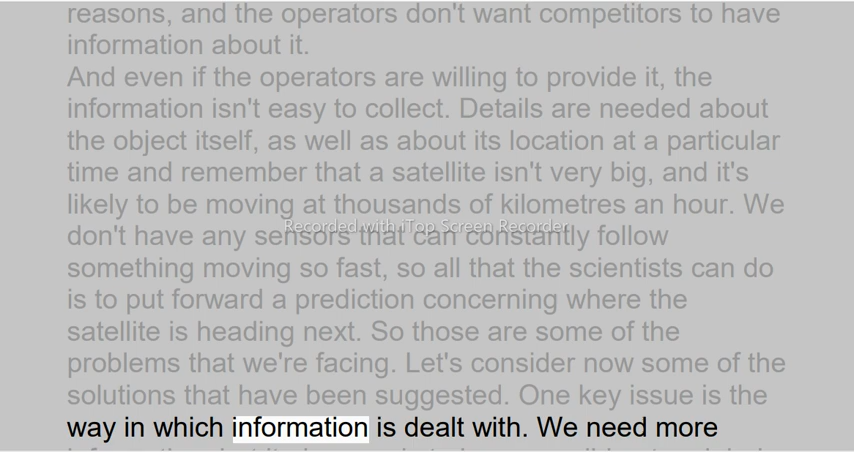 reasons, and the operators don't want competitors to have
information about it.
And even if the operators are willing to provide it, the
information isn't easy to collect. Details are needed about
the object itself, as well as about its location at a particular
time and remember that a satellite isn't very big, and it's
likely to be moving at thousands of kilometres an hour. We
Recorded with iTop Screen Recorder
don't have any sensors that can constantly follow
something moving so fast, so all that the scientists can do
is to put forward a prediction concerning where the
satellite is heading next. So those are some of the
problems that we're facing. Let's consider now some of the
solutions that have been suggested. One key issue is the
way in which information is dealt with. We need more